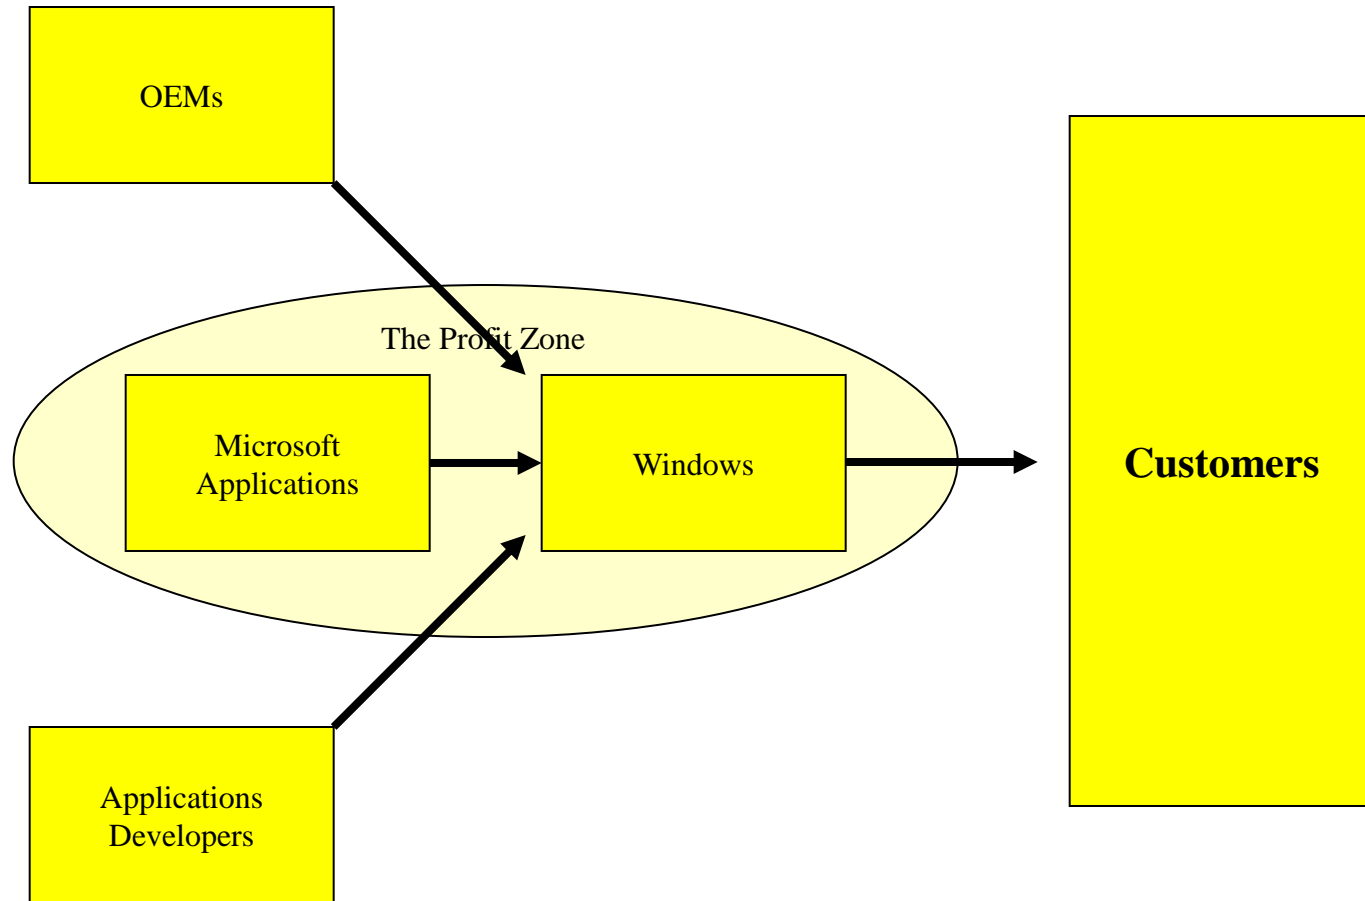 OEMs
The Profit Zone
Microsoft
Applications
Windows
Customers
Applications
Developers